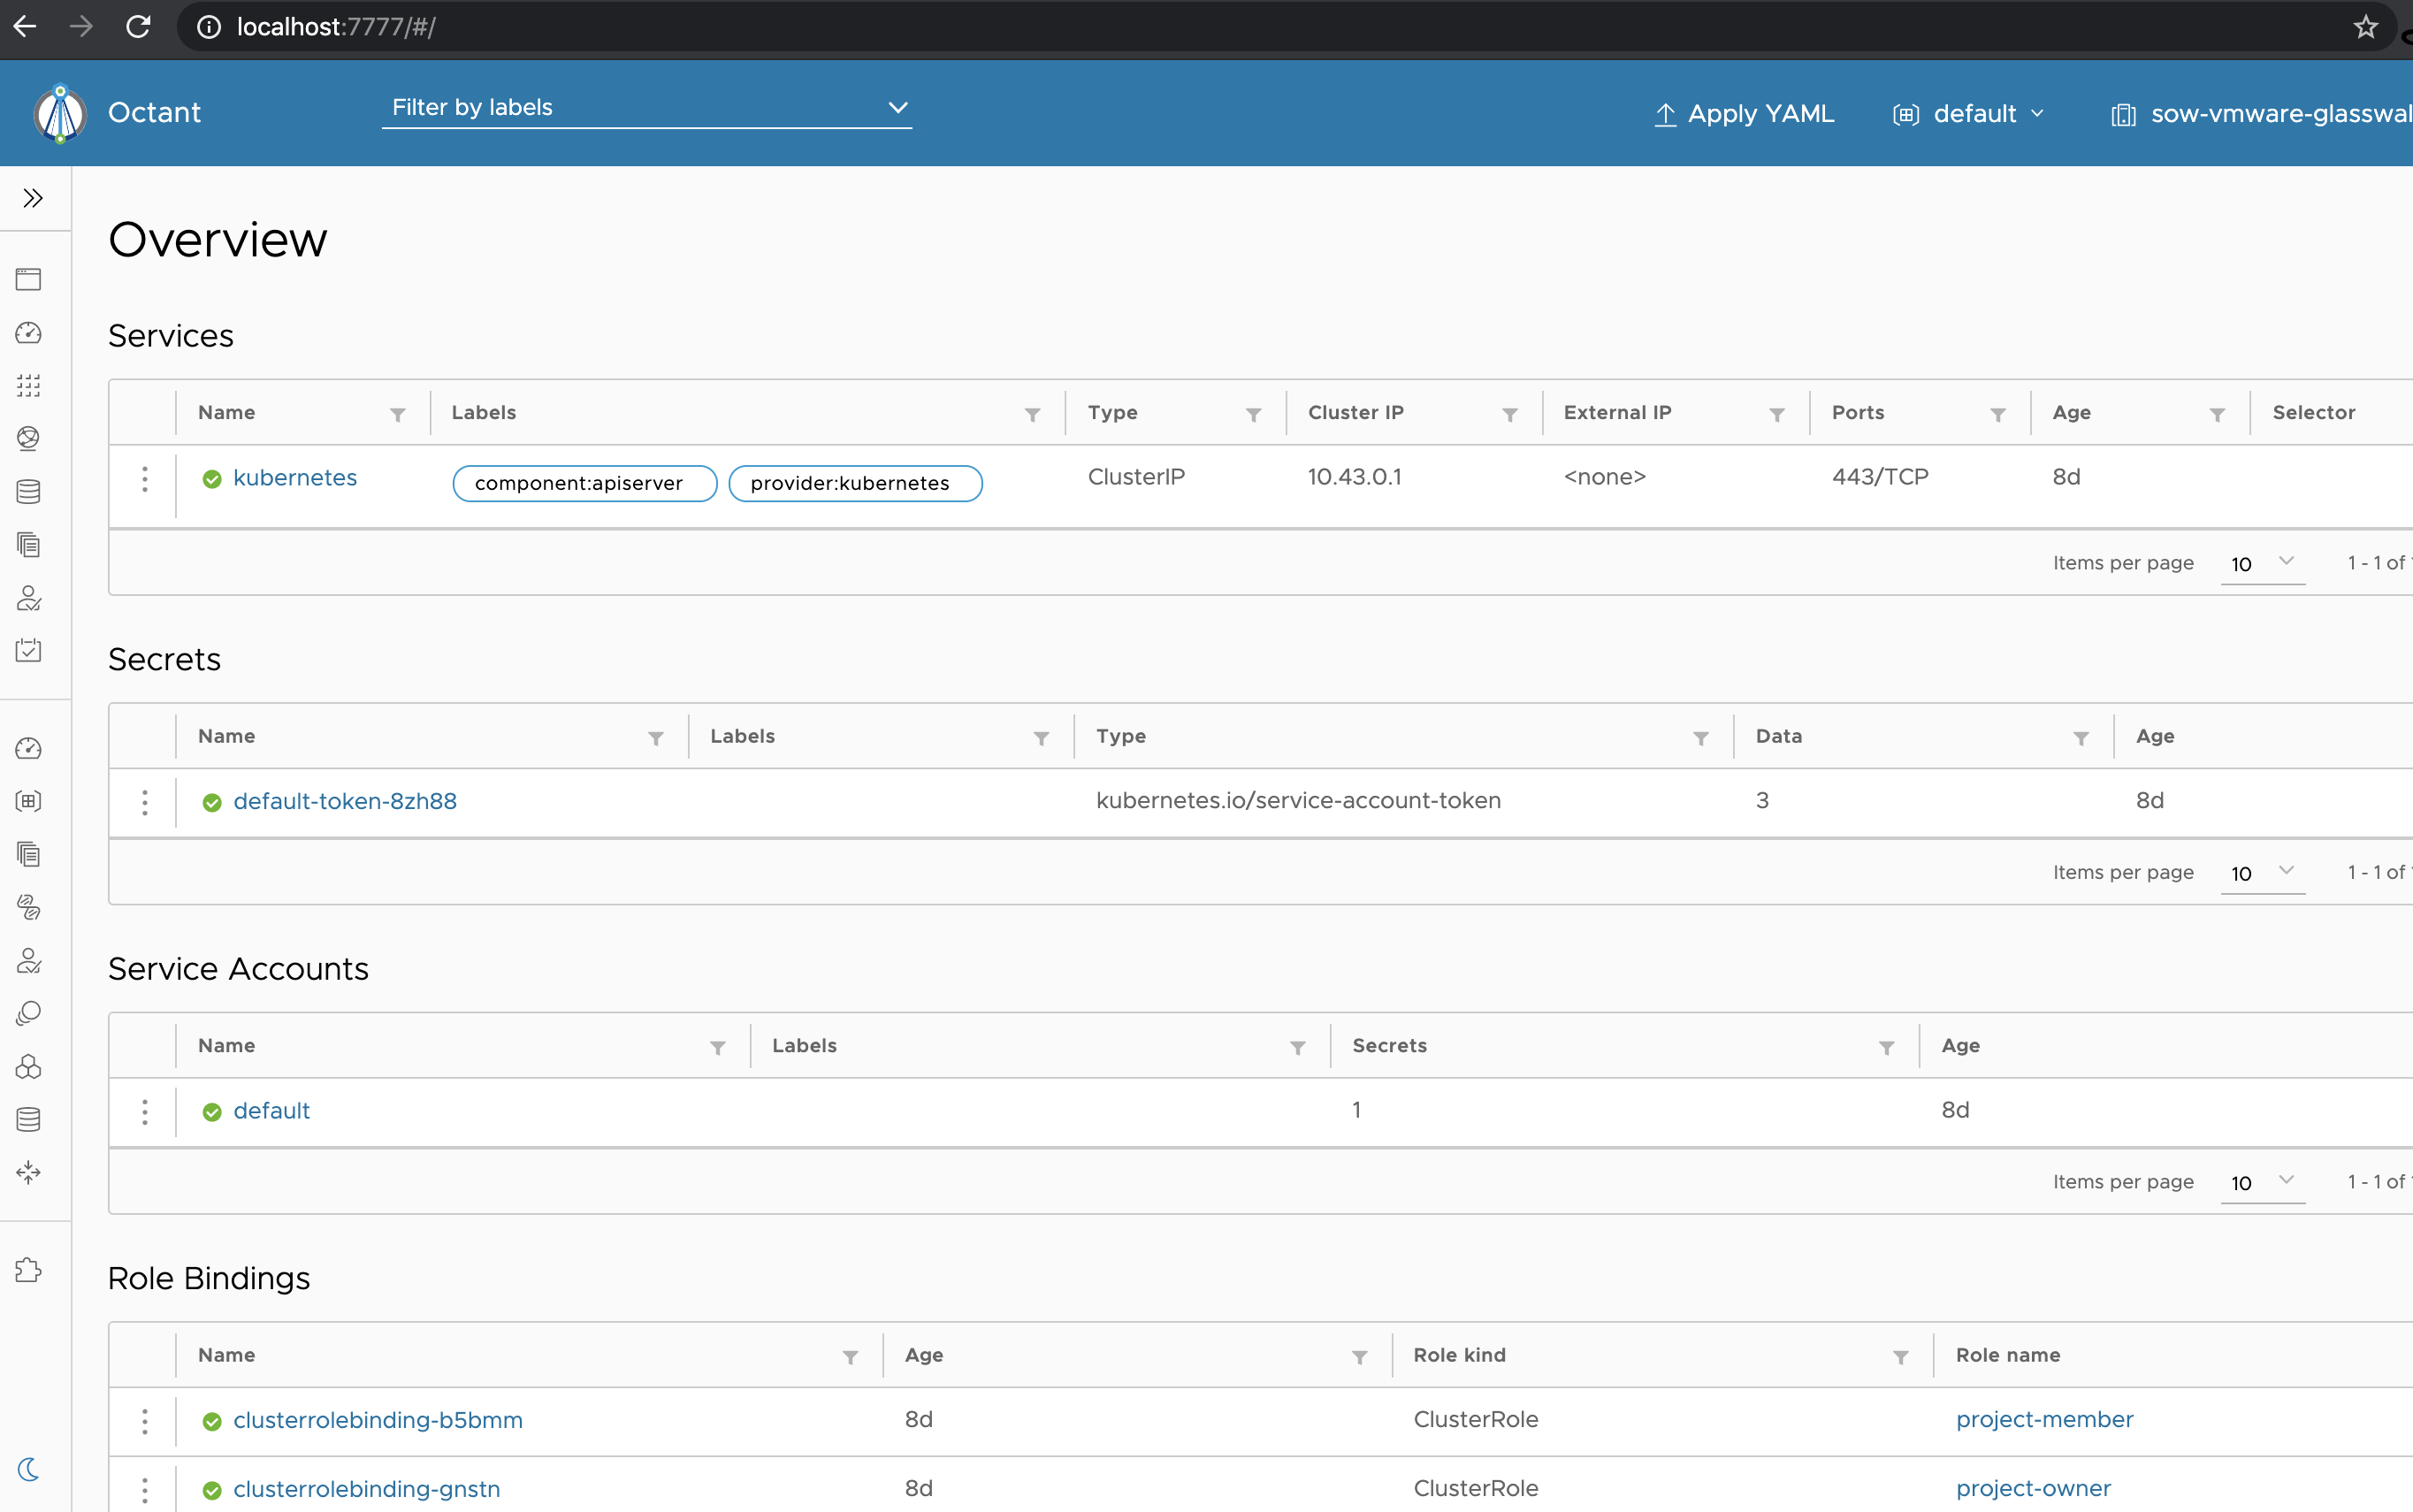 localhost:7777/#/
Octant Filter by labels Apply YAML default sow-vmware-glasswal
Overview
Services
Name Labels Type Cluster IP External IP Ports Age Selector
kubernetes component:apiserver provider:kubernetes ClusterIP 10.43.0.1 <none> 443/TCP 8d
Items per page 10 1 - 1 of
Secrets
Name Labels Type Data Age
default-token-8zh88 kubernetes.io/service-account-token 3 8d
Items per page 10 1 - 1 of
Service Accounts
Name Labels Secrets Age
default 1 8d
Items per page 10 1 - 1 of
Role Bindings
Name Age Role kind Role name
clusterrolebinding-b5bmm 8d ClusterRole project-member
clusterrolebinding-gnstn 8d ClusterRole project-owner